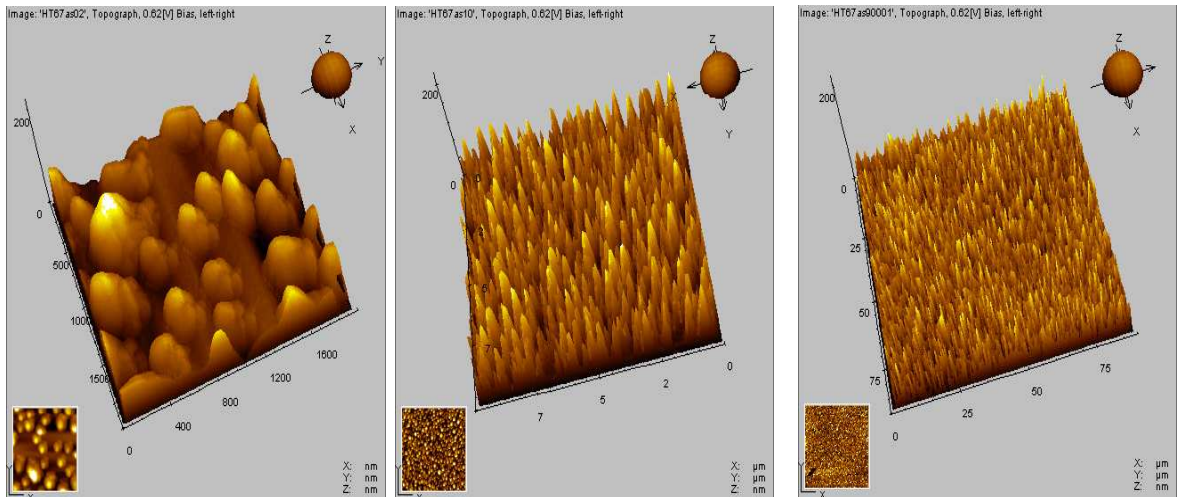 Image: 'HT67as02', Topograph, 0.62[V] Bias, left-right
Z
Y
X
200
0
500
1000
1500
0
400
800
1200
1600
X: nm
Y: nm
Z: nm
Y
X
Image: 'HT67as10', Topograph, 0.62[V] Bias, left-right
Z
X
Y
200
0
7
5
2
0
X: µm
Y: µm
Z: nm
Y
X
Image: 'HT67as90001', Topograph, 0.62[V] Bias, left-right
Z
X
200
0
25
50
75
0
25
50
75
X: µm
Y: µm
Z: nm
Y
X